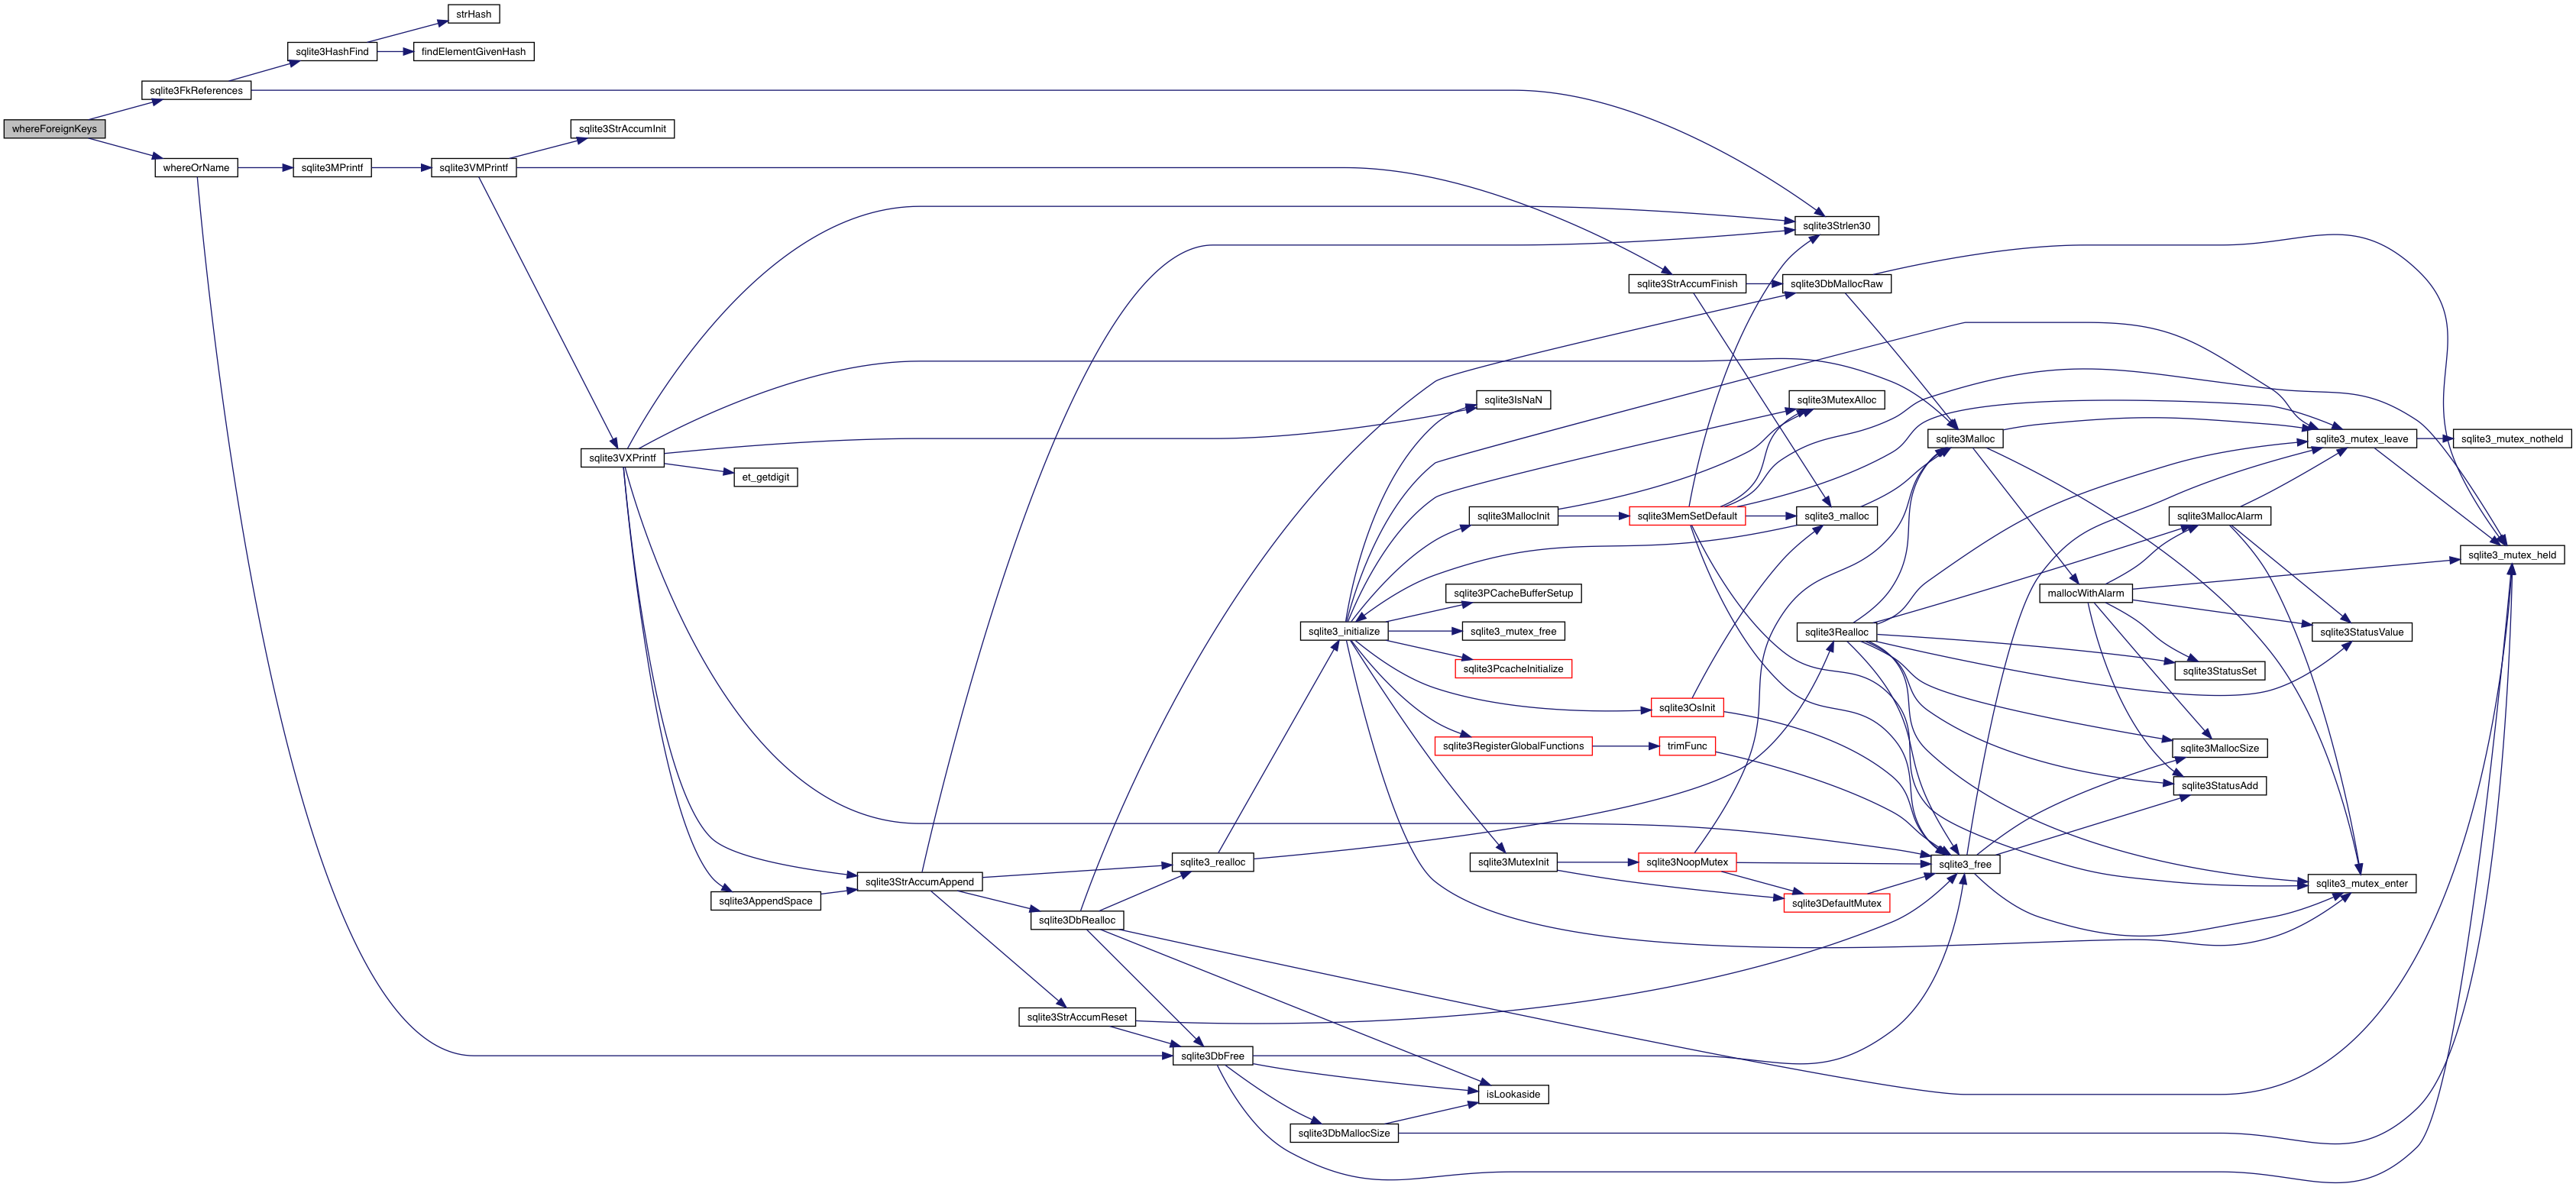 strHash
sqlite3HashFind
findElementGivenHash
sqlite3FkReferences
whereForeignKeys
sqlite3StrAccumInit
whereOrName
sqlite3MPrintf
sqlite3VMPrintf
sqlite3Strlen30
sqlite3StrAccumFinish
sqlite3DbMallocRaw
sqlite3IsNaN
sqlite3MutexAlloc
sqlite3Malloc
sqlite3_mutex_leave
sqlite3_mutex_notheld
sqlite3VXPrintf
et_getdigit
sqlite3MallocInit
sqlite3MemSetDefault
sqlite3_malloc
sqlite3MallocAlarm
sqlite3_mutex_held
sqlite3PCacheBufferSetup
mallocWithAlarm
sqlite3_initialize
sqlite3_mutex_free
sqlite3Realloc
sqlite3StatusValue
sqlite3PcacheInitialize
sqlite3StatusSet
sqlite3OsInit
sqlite3RegisterGlobalFunctions
trimFunc
sqlite3MallocSize
sqlite3StatusAdd
sqlite3_realloc
sqlite3MutexInit
sqlite3NoopMutex
sqlite3_free
sqlite3StrAccumAppend
sqlite3_mutex_enter
sqlite3AppendSpace
sqlite3DefaultMutex
sqlite3DbRealloc
sqlite3StrAccumReset
sqlite3DbFree
isLookaside
sqlite3DbMallocSize